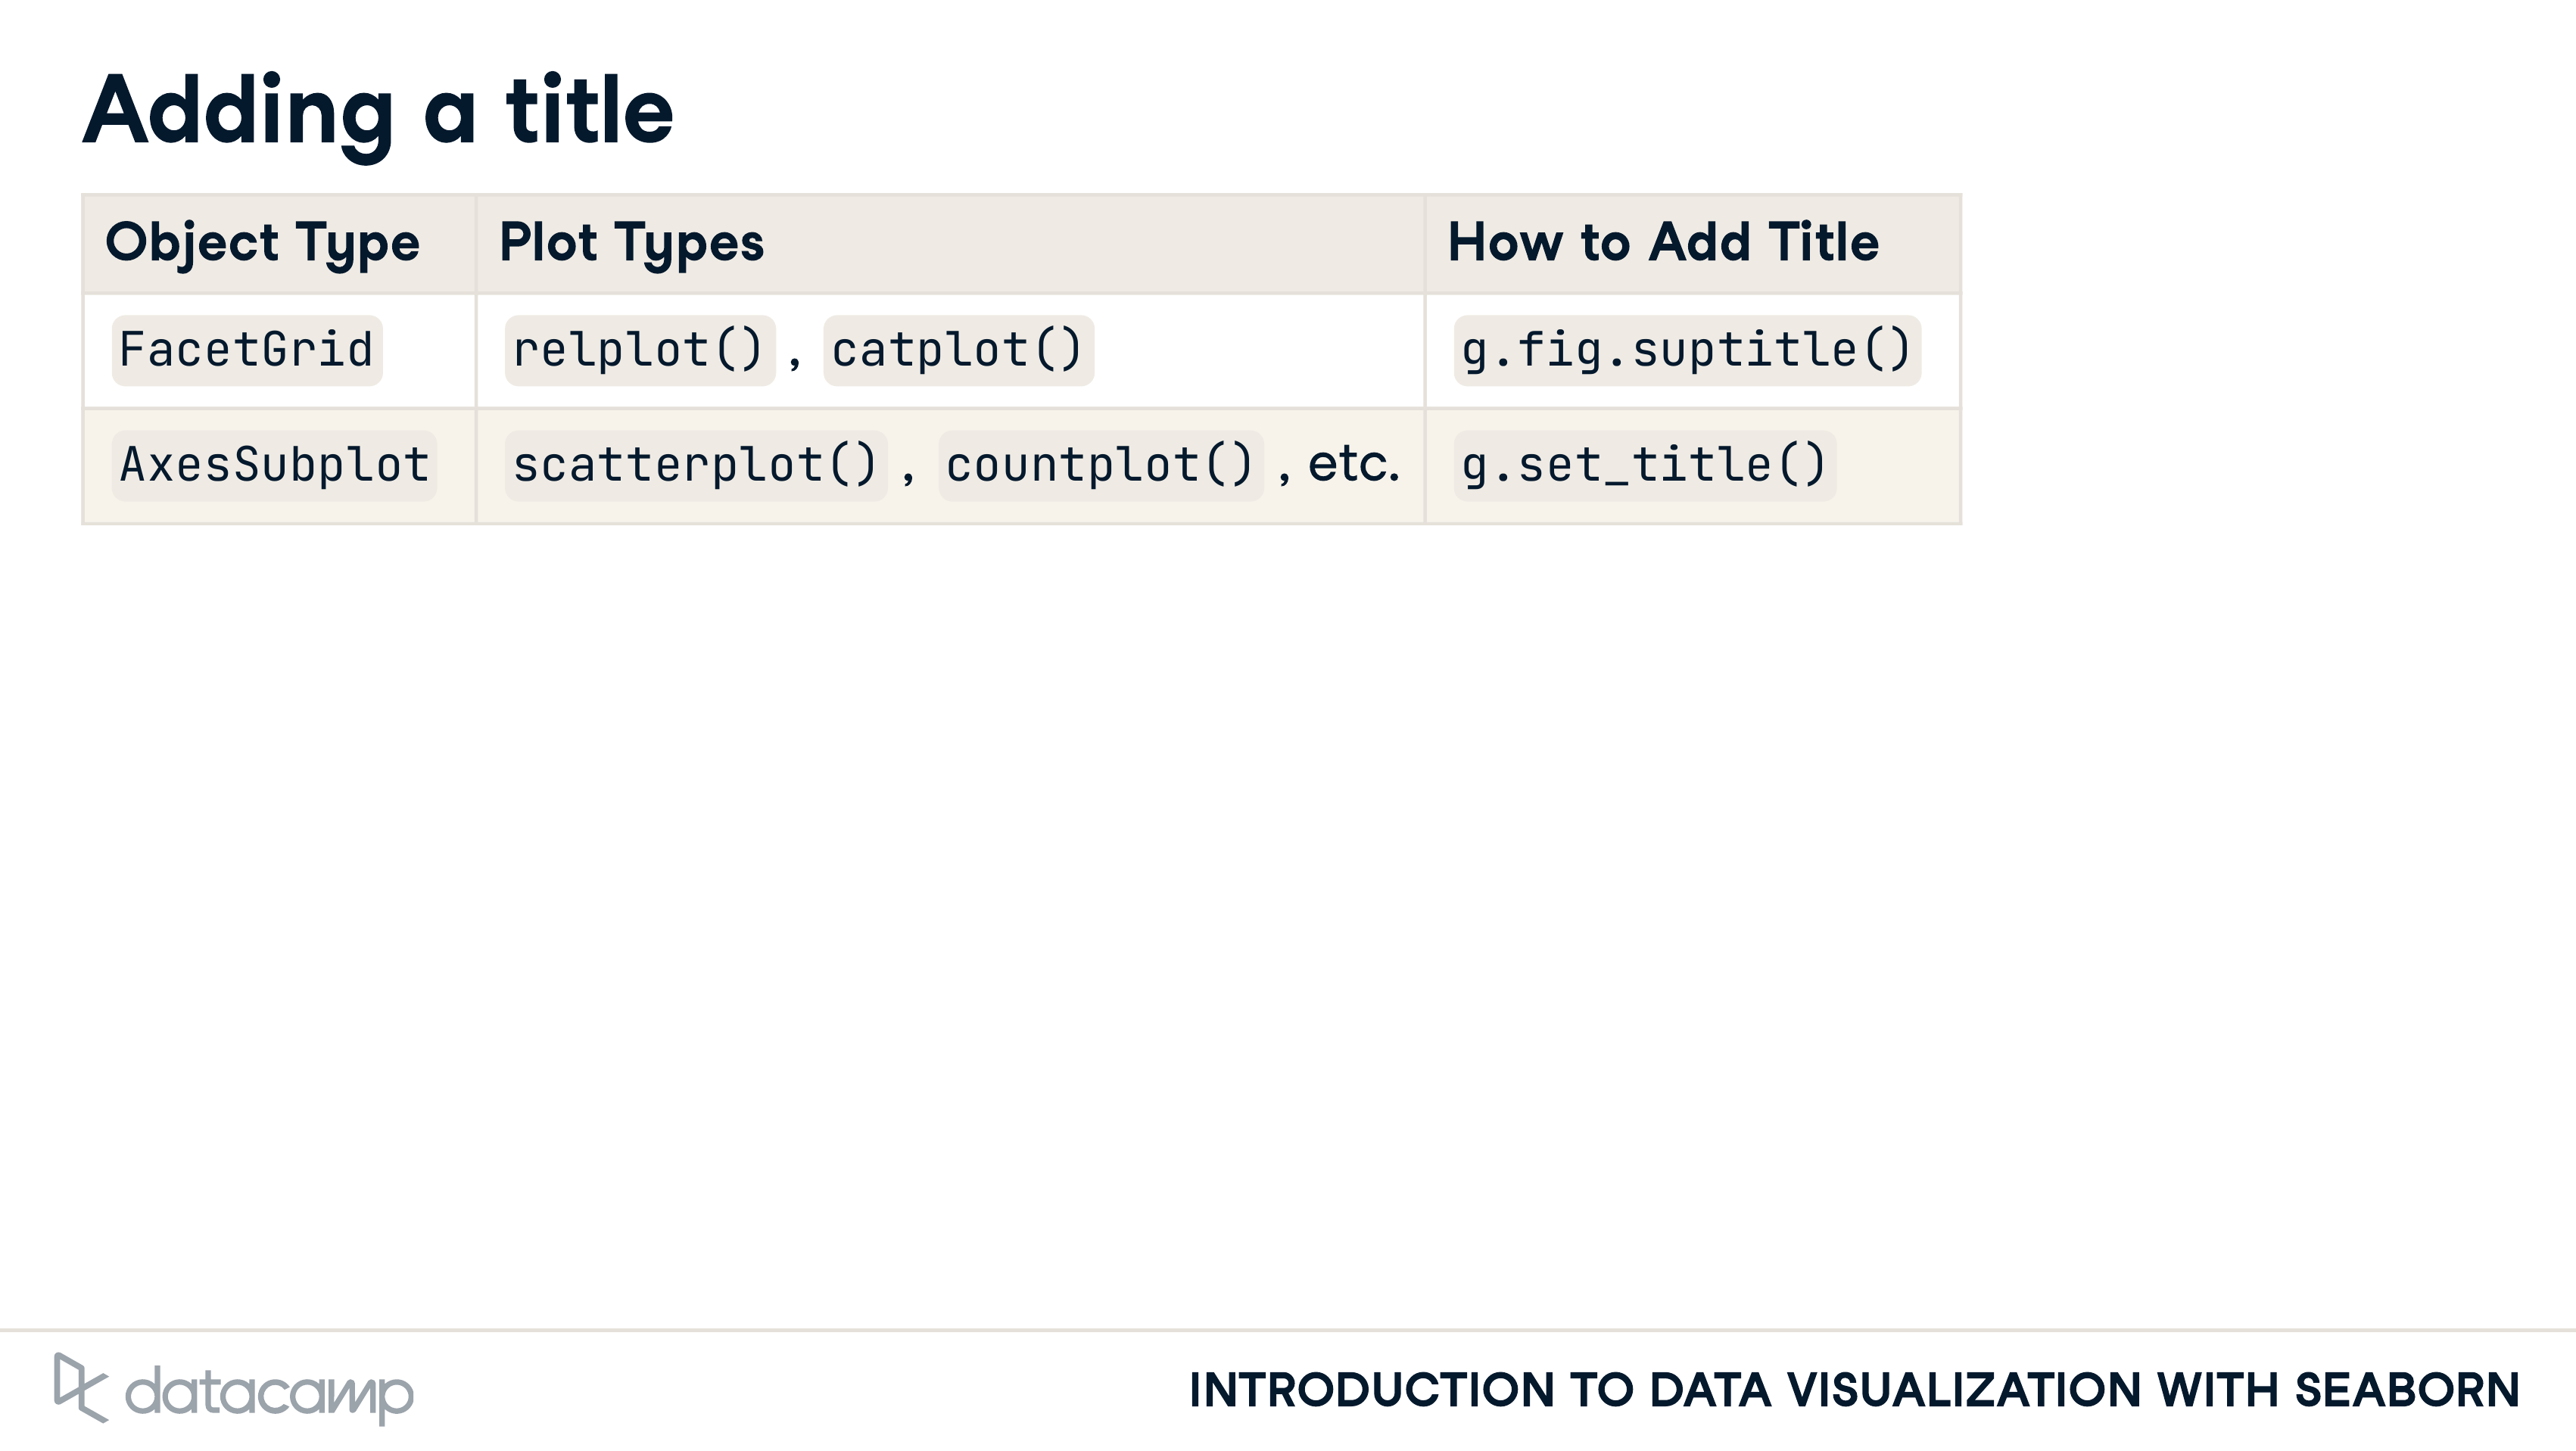 Adding a title
Object Type Plot Types How to Add Title
FacetGrid relplot() , catplot() g.fig.suptitle()
AxesSubplot scatterplot() , countplot() , etc. g.set_title()
datacamp INTRODUCTION TO DATA VISUALIZATION WITH SEABORN